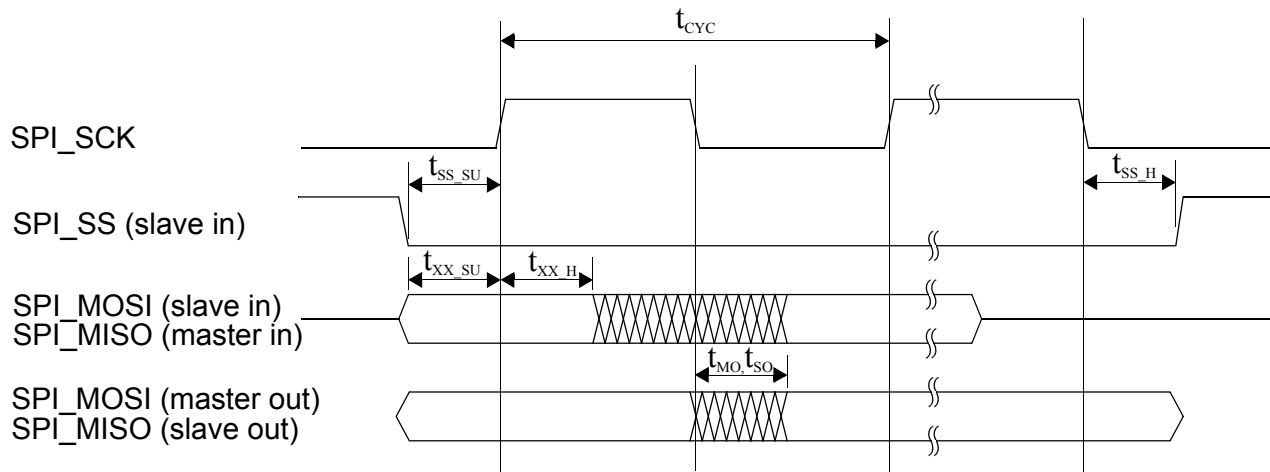 tCYC
SPI_SCK
tSS_SU
tSS_H
SPI_SS (slave in)
tXX_SU
tXX_H
SPI_MOSI (slave in)
SPI_MISO (master in)
tMO, tSO
SPI_MOSI (master out)
SPI_MISO (slave out)